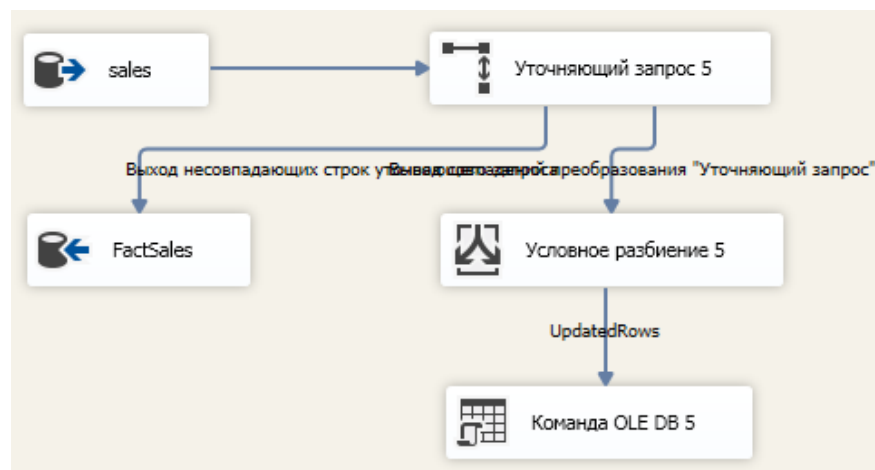 sales
Уточняющий запрос 5
Выход несовпадающих строк
преобразования "Уточняющий запрос"
FactSales
Условное разбиение 5
UpdatedRows
Команда OLE DB 5